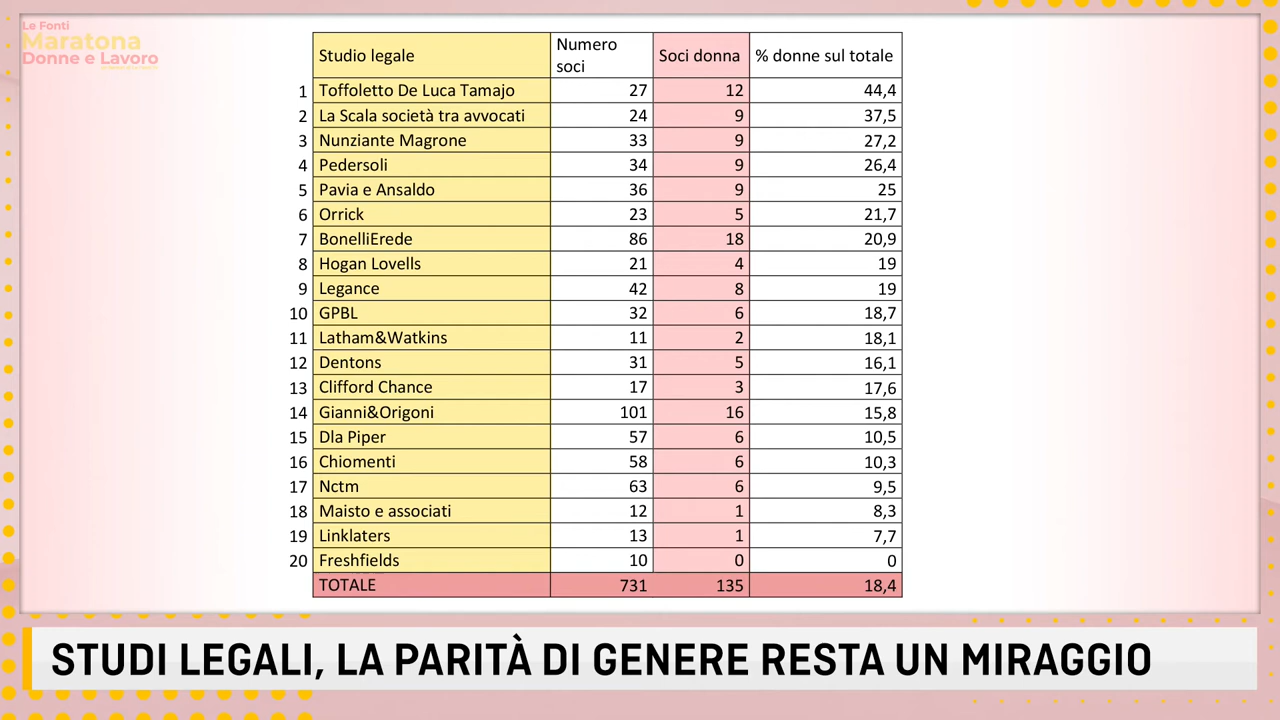 Le Fonti
Maratona
Donne e Lavoro
Studio legale Numero soci Soci donna % donne sul totale
1 Toffoletto De Luca Tamajo 27 12 44,4
2 La Scala società tra avvocati 24 9 37,5
3 Nunziante Magrone 33 9 27,2
4 Pedersoli 34 9 26,4
5 Pavia e Ansaldo 36 9 25
6 Orrick 23 5 21,7
7 BonelliErede 86 18 20,9
8 Hogan Lovells 21 4 19
9 Legance 42 8 19
10 GPBL 32 6 18,7
11 Latham&Watkins 11 2 18,1
12 Dentons 31 5 16,1
13 Clifford Chance 17 3 17,6
14 Gianni&Origoni 101 16 15,8
15 Dla Piper 57 6 10,5
16 Chiomenti 58 6 10,3
17 Nctm 63 6 9,5
18 Maisto e associati 12 1 8,3
19 Linklaters 13 1 7,7
20 Freshfields 10 0 0
TOTALE 731 135 18,4
STUDI LEGALI, LA PARITÀ DI GENERE RESTA UN MIRAGGIO